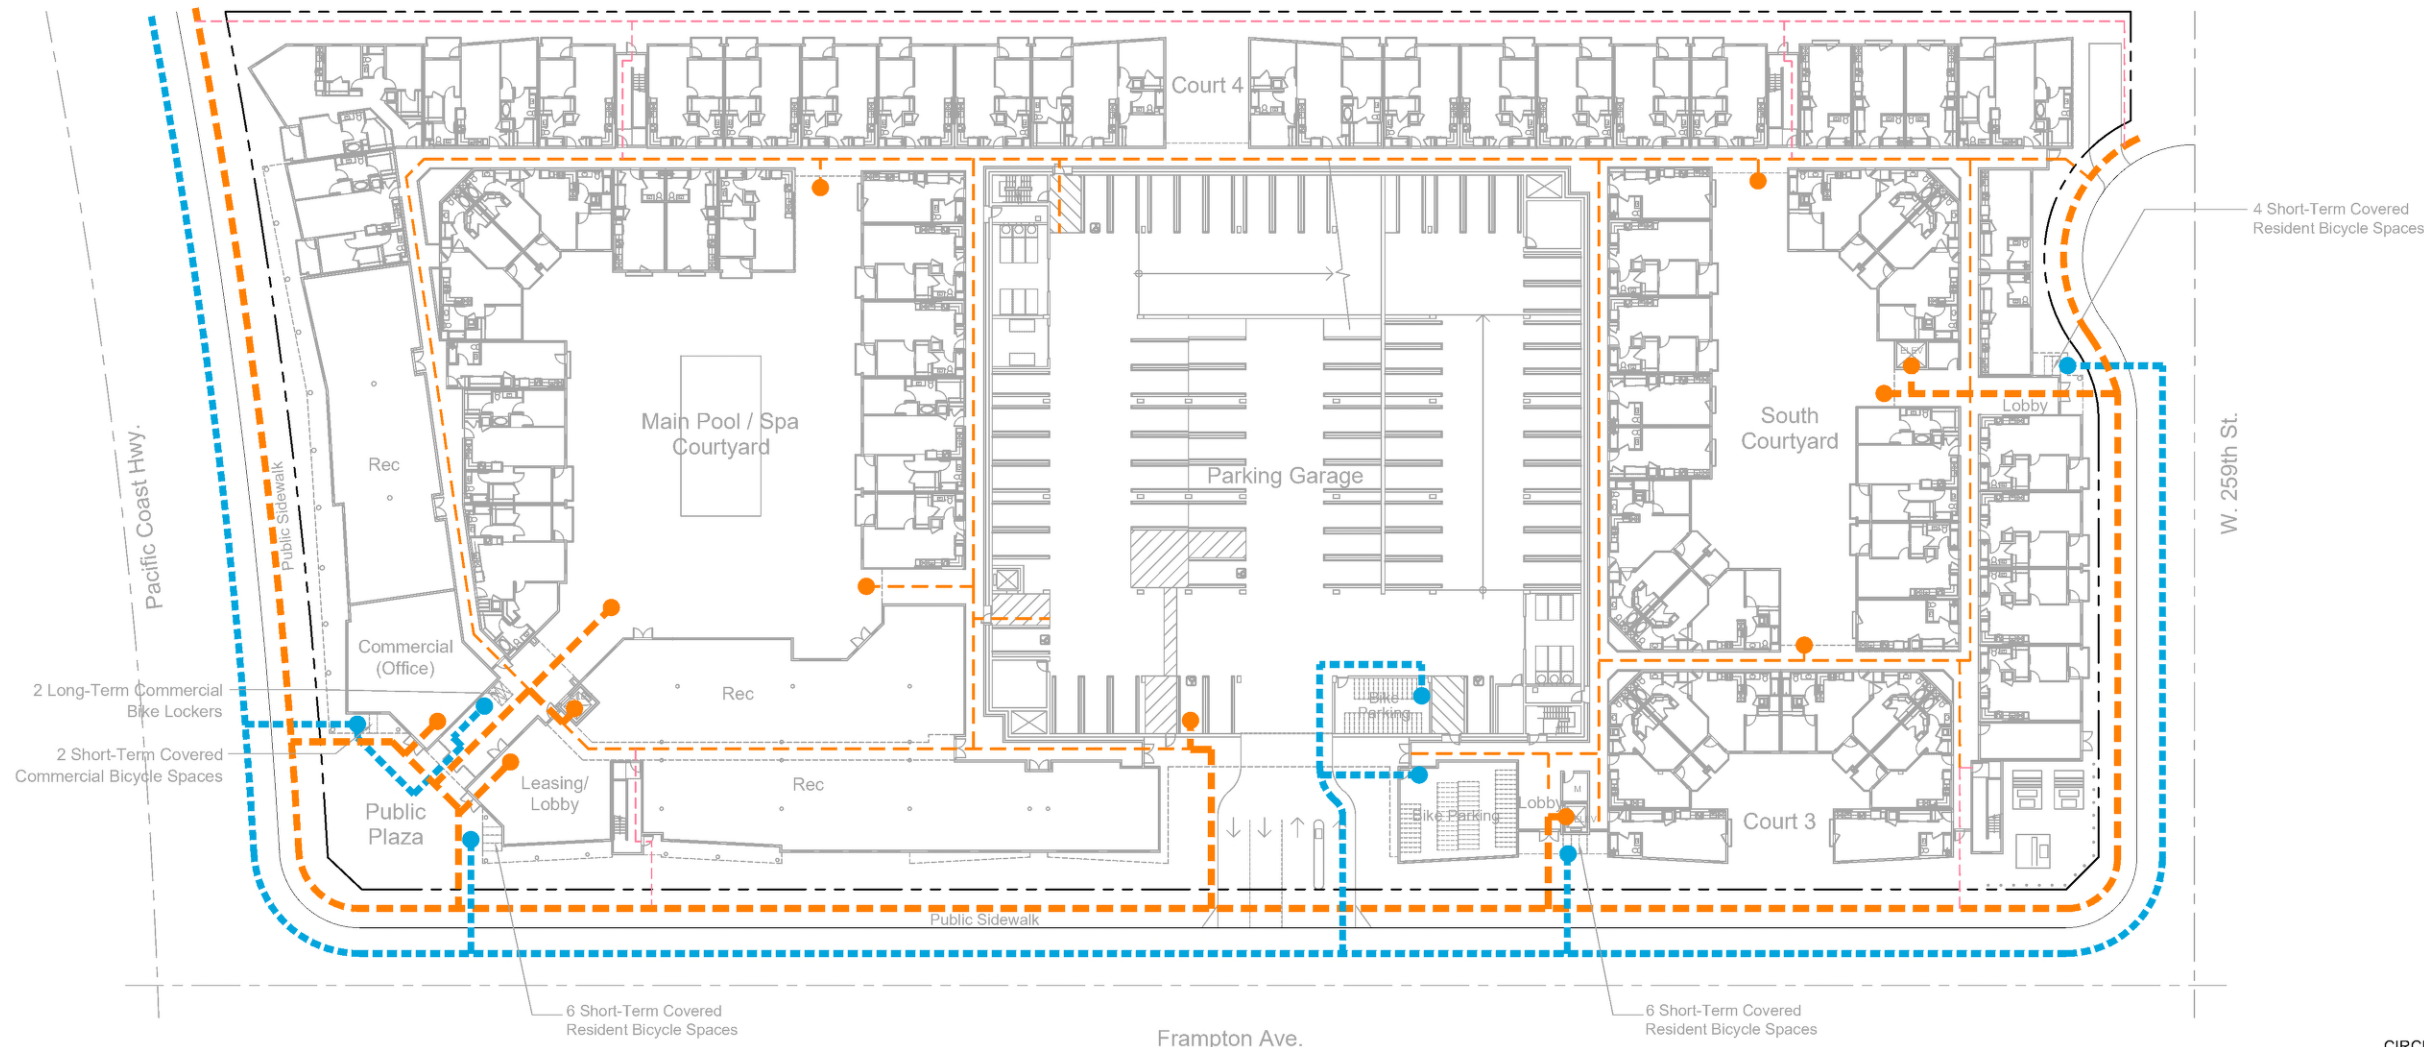 Court 4
4 Short-Term Covered
Resident Bicycle Spaces
ELEV
Main Pool / Spa
Courtyard
South
Courtyard
Lobby
Rec
Parking Garage
Pacific Coast Hwy.
Public Sidewalk
W. 259th St.
Commercial
(Office)
2 Long-Term Commercial
Bike Lockers
Rec
Bike
Parking
2 Short-Term Covered
Commercial Bicycle Spaces
Leasing/
Lobby
Rec
M
Public
Plaza
Bike Parking
Lobby
Court 3
Public Sidewalk
6 Short-Term Covered
Resident Bicycle Spaces
6 Short-Term Covered
Resident Bicycle Spaces
Frampton Ave.